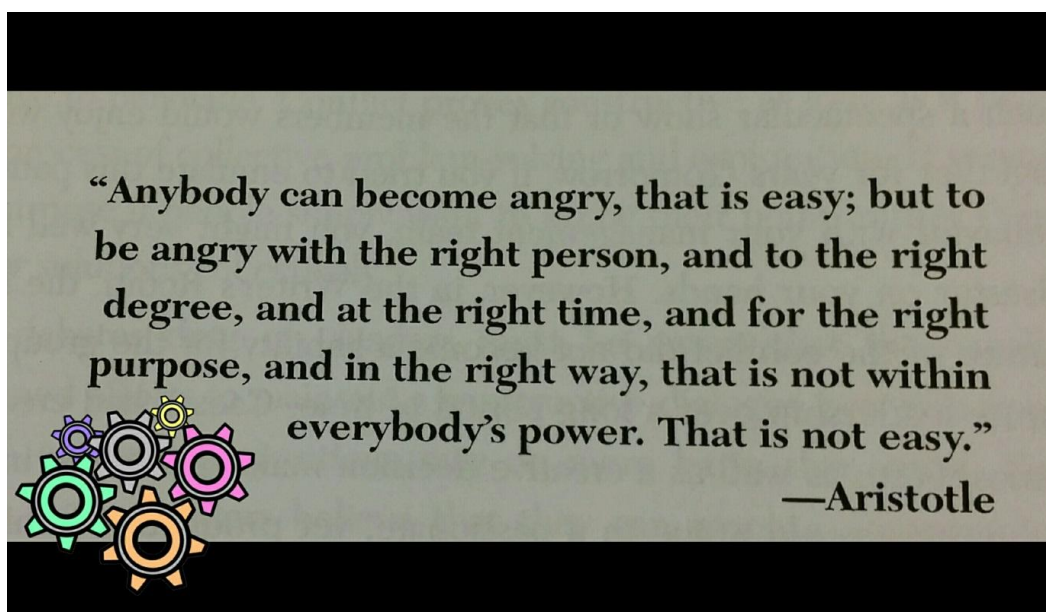 “Anybody can become angry, that is easy; but to
be angry with the right person, and to the right
degree, and at the right time, and for the right
purpose, and in the right way, that is not within
everybody’s power. That is not easy.”
—Aristotle